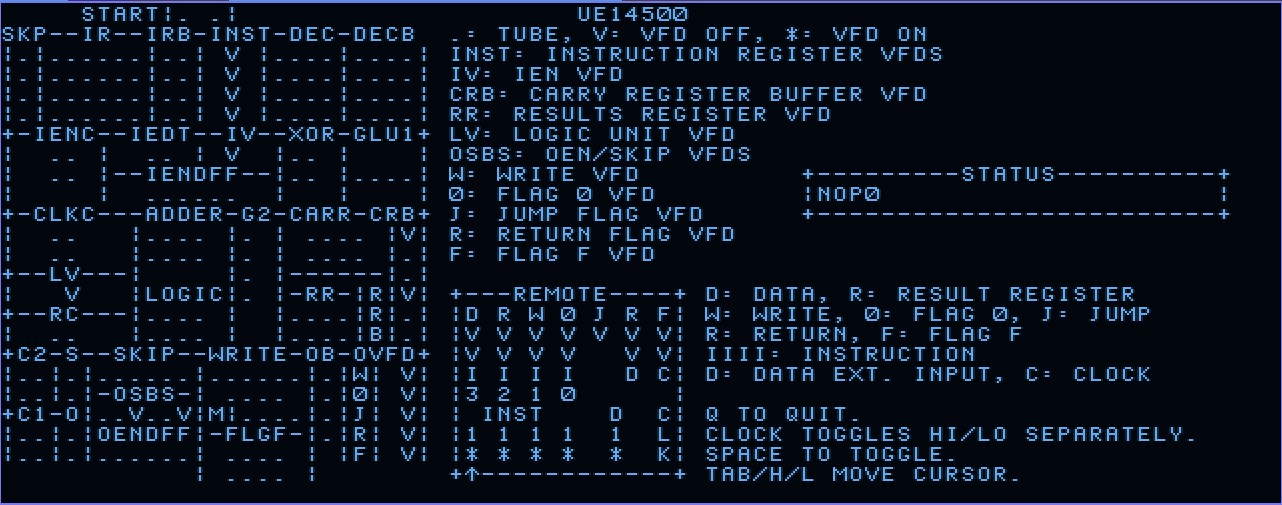 START¦. .¦                     UE14500
SKP--IR--IRB-INST-DEC-DECB  .: TUBE, V: VFD OFF, *: VFD ON
¦.¦......¦..¦ V ¦....¦....¦ INST: INSTRUCTION REGISTER VFDS
¦.¦......¦..¦ V ¦....¦....¦ IV: IEN VFD
¦.¦......¦..¦ V ¦....¦....¦ CRB: CARRY REGISTER BUFFER VFD
¦.¦......¦..¦ V ¦....¦....¦ RR: RESULTS REGISTER VFD
+-IENC--IEDT--IV--XOR-GLU1+ LV: LOGIC UNIT VFD
¦  ..  ¦  .. ¦ V ¦.. ¦    ¦ OSBS: OEN/SKIP VFDS
¦  ..  ¦--IENDFF--¦.. ¦    ¦ W: WRITE VFD          +---------STATUS----------+
¦      ¦  ......  ¦   ¦    ¦ Ø: FLAG Ø VFD         ¦NOPØ                     ¦
+-CLKC---ADDER-G2-CARR-CRB+ J: JUMP FLAG VFD       +-------------------------+
¦  ..   ¦.... ¦. ¦ .... ¦V¦ R: RETURN FLAG VFD
¦  ..   ¦.... ¦. ¦ .... ¦.¦ F: FLAG F VFD
+--LV---¦     ¦  ¦------¦.¦
¦   V   ¦LOGIC¦. ¦-RR-¦R¦V¦ +---REMOTE----+ D: DATA, R: RESULT REGISTER
+--RC---¦.... ¦. ¦....¦R¦.¦ ¦D R W Ø J R F¦ W: WRITE, Ø: FLAG Ø, J: JUMP
¦  ..   ¦.... ¦. ¦....¦B¦.¦ ¦V V V V V V V¦ R: RETURN, F: FLAG F
+C2-S--SKIP--WRITE-OB-OVFD+ ¦V V V V   V V¦ IIII: INSTRUCTION
¦..¦.¦......¦......¦.¦W¦ V¦ ¦I I I I   D C¦ D: DATA EXT. INPUT, C: CLOCK
¦..¦.¦-OSBS-¦......¦.¦Ø¦ V¦ ¦3 2 1 Ø      ¦
+C1-O¦..V..V¦M¦....¦.¦J¦ V¦ ¦ INST    D  C¦ Q TO QUIT.
¦..¦.¦OENDFF¦-FLGF-¦.¦R¦ V¦ ¦1 1 1 1  1  L¦ CLOCK TOGGLES HI/LO SEPARATELY.
¦..¦.¦......¦ .... ¦ ¦F¦ V¦ ¦* * * *  *  K¦ SPACE TO TOGGLE.
            ¦ .... ¦        +↑------------+ TAB/H/L MOVE CURSOR.